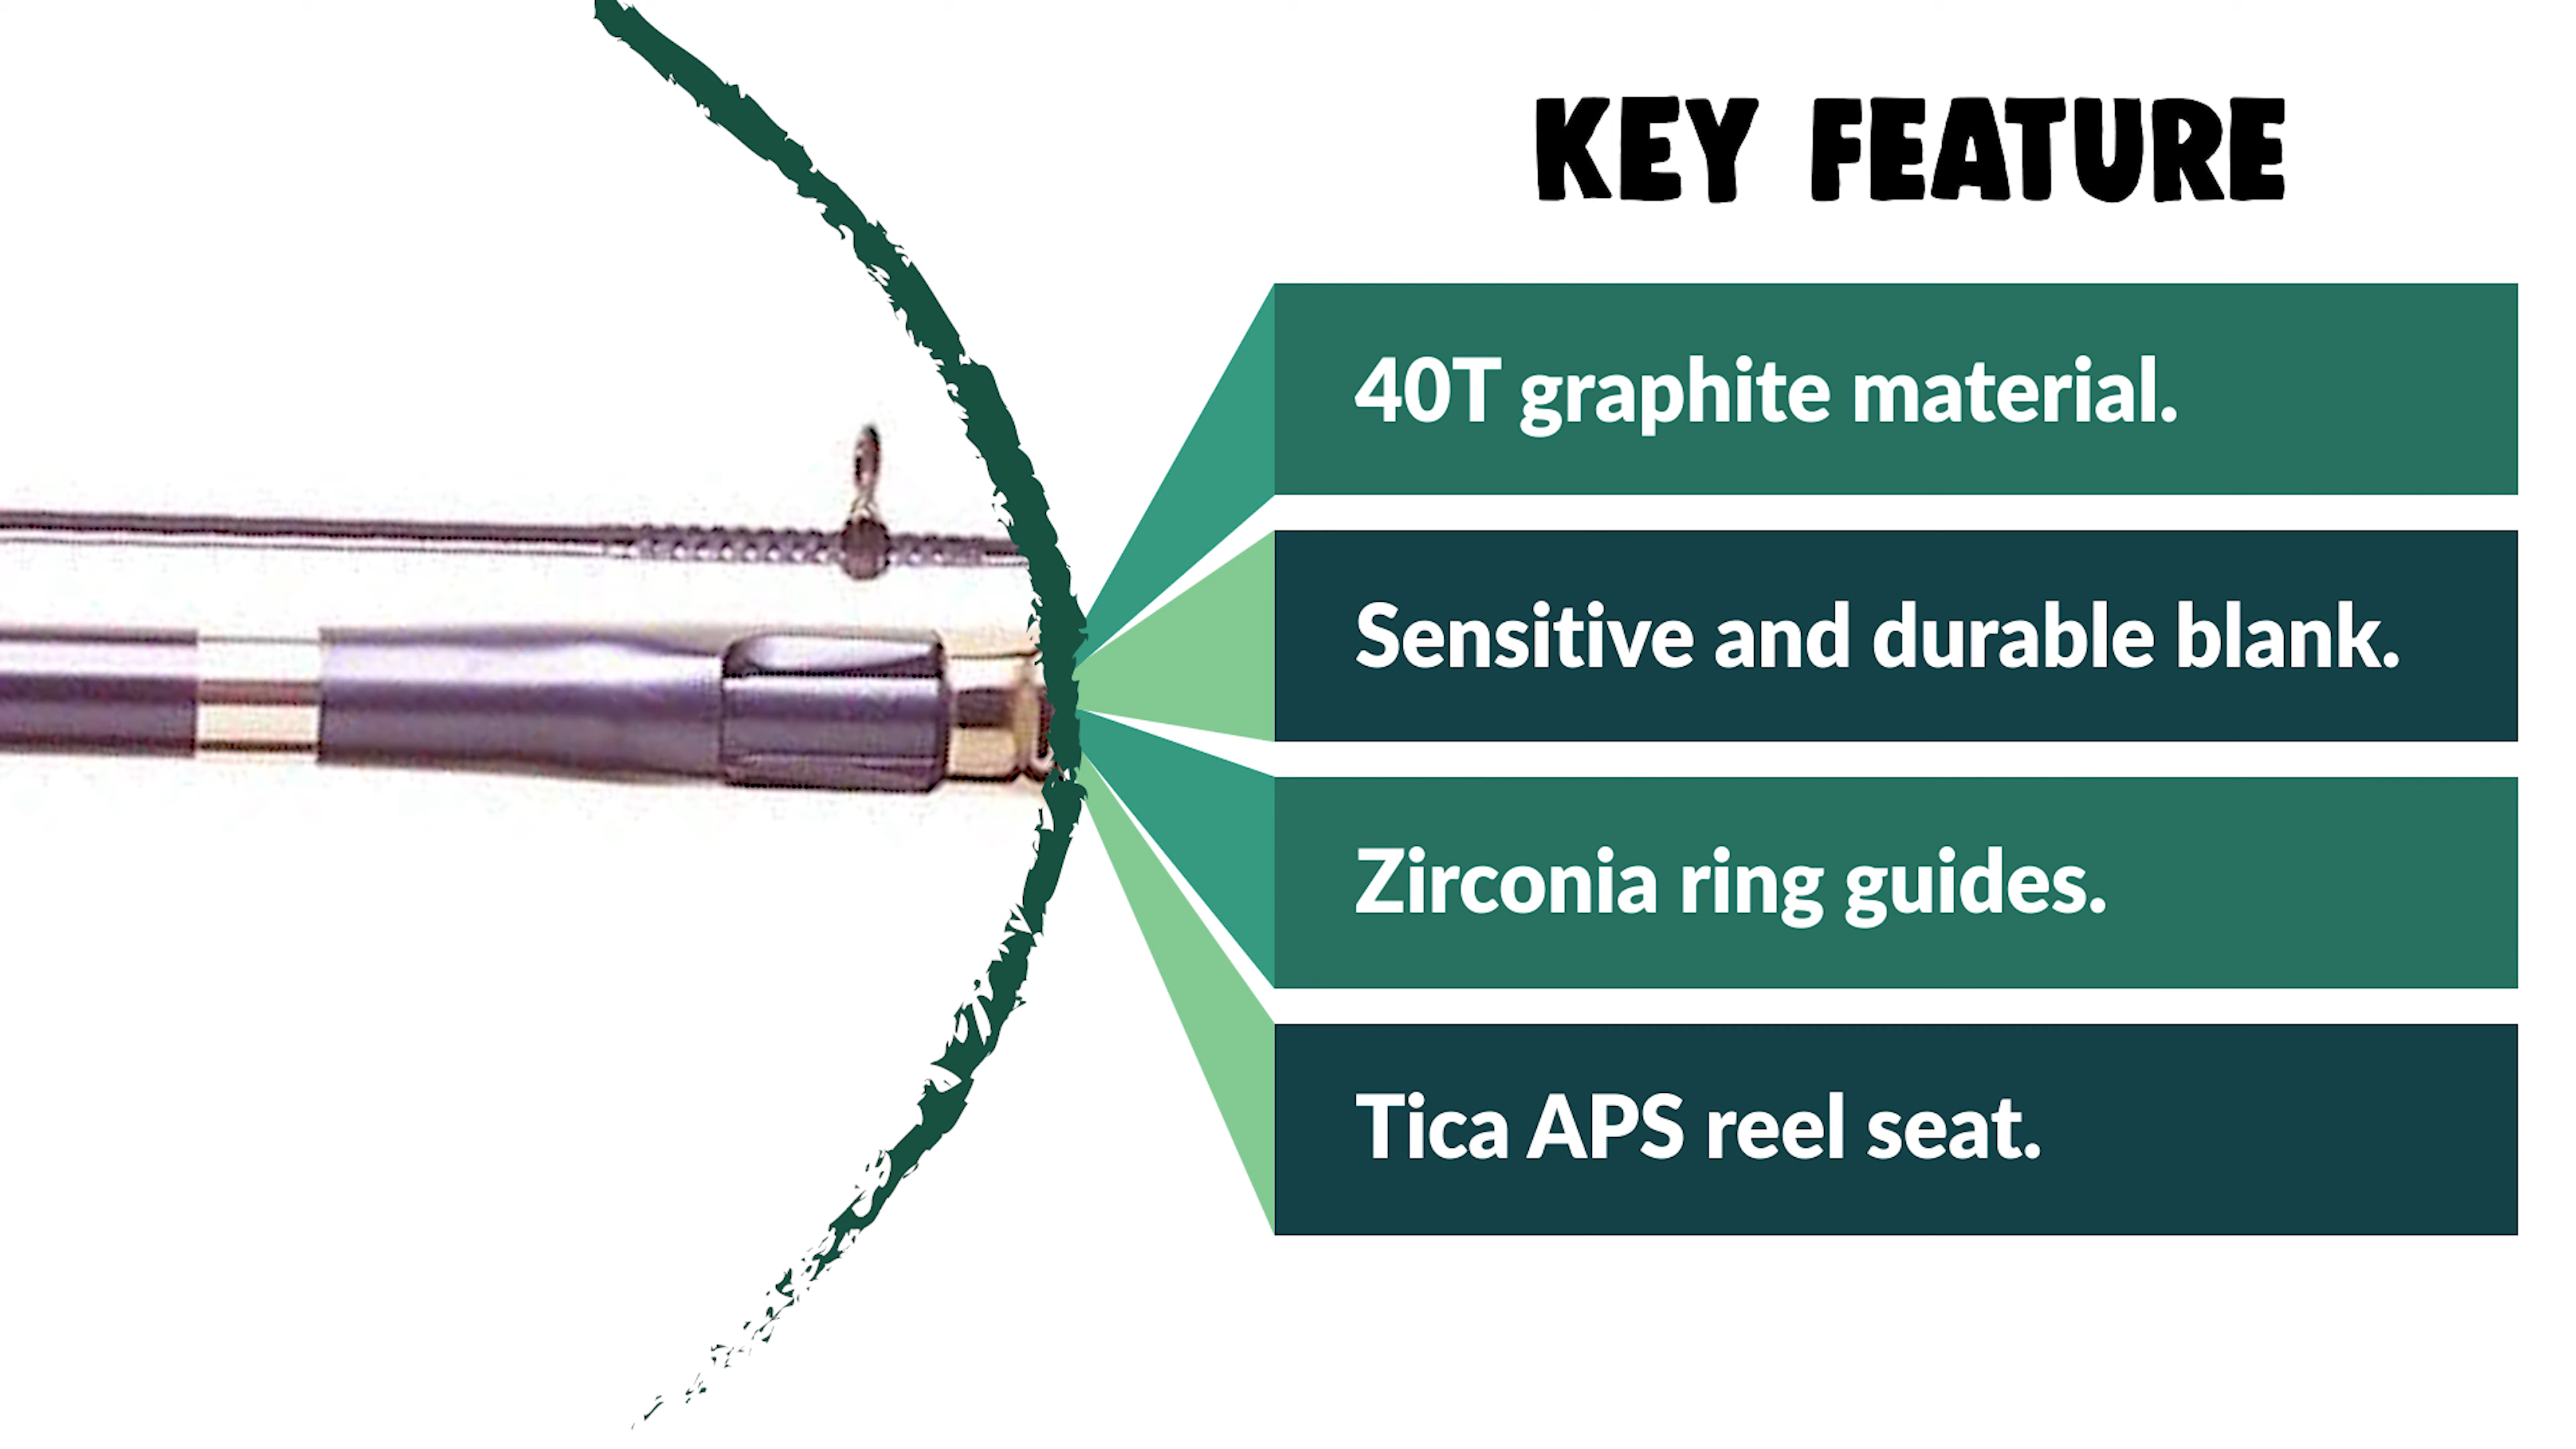 KEY FEATURE
40T graphite material.
Sensitive and durable blank.
Zirconia ring guides.
Tica APS reel seat.